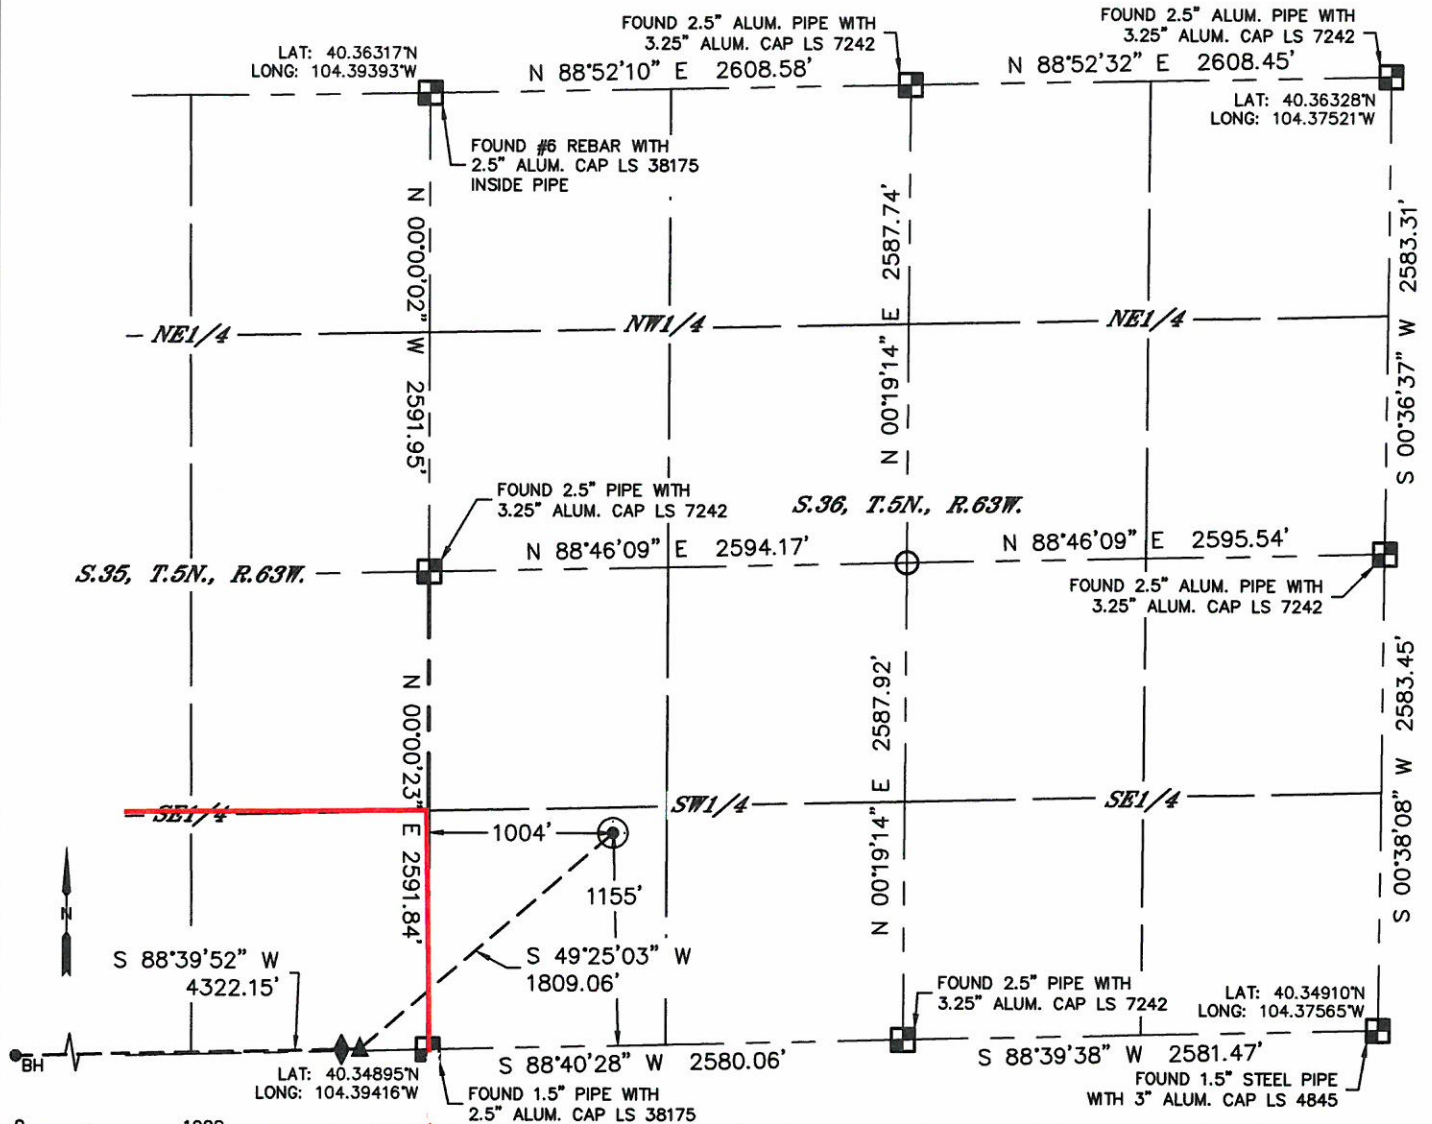 FOUND 2.5" ALUM. PIPE WITH
3.25" ALUM. CAP LS 7242
FOUND 2.5" ALUM. PIPE WITH
3.25" ALUM. CAP LS 7242
LAT: 40.36317°N
LONG: 104.39393°W
N 88°52'10" E 2608.58'
N 88°52'32" E 2608.45'
LAT: 40.36328°N
LONG: 104.37521°W
FOUND #6 REBAR WITH
2.5" ALUM. CAP LS 38175
INSIDE PIPE
N 00°00'02" W 2591.95'
N 00°19'14" E 2587.74'
S 00°36'37" W 2583.31'
NE1/4
NW1/4
NE1/4
FOUND 2.5" PIPE WITH
3.25" ALUM. CAP LS 7242
S.36, T.5N., R.63W.
N 88°46'09" E 2594.17'
N 88°46'09" E 2595.54'
S.35, T.5N., R.63W.
FOUND 2.5" ALUM. PIPE WITH
3.25" ALUM. CAP LS 7242
N 00°00'23" E 2591.84'
N 00°19'14" E 2587.92'
S 00°38'08" W 2583.45'
SE1/4
SW1/4
SE1/4
1004'
1155'
N
S 88°39'52" W
4322.15'
S 49°25'03" W
1809.06'
FOUND 2.5" PIPE WITH
3.25" ALUM. CAP LS 7242
LAT: 40.34910°N
LONG: 104.37565°W
BH
S 88°40'28" W 2580.06'
S 88°39'38" W 2581.47'
LAT: 40.34895°N
LONG: 104.39416°W
FOUND 1.5" PIPE WITH
2.5" ALUM. CAP LS 38175
FOUND 1.5" STEEL PIPE
WITH 3" ALUM. CAP LS 4845